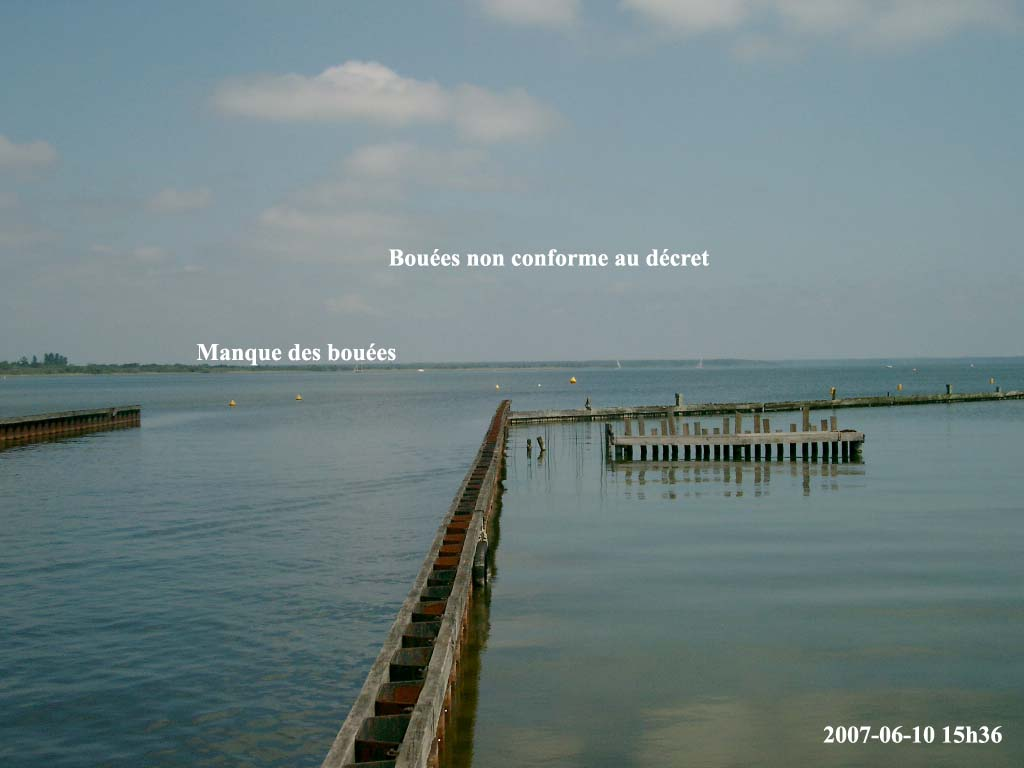 Bouées non conforme au décret
Manque des bouées
2007-06-10 15h36